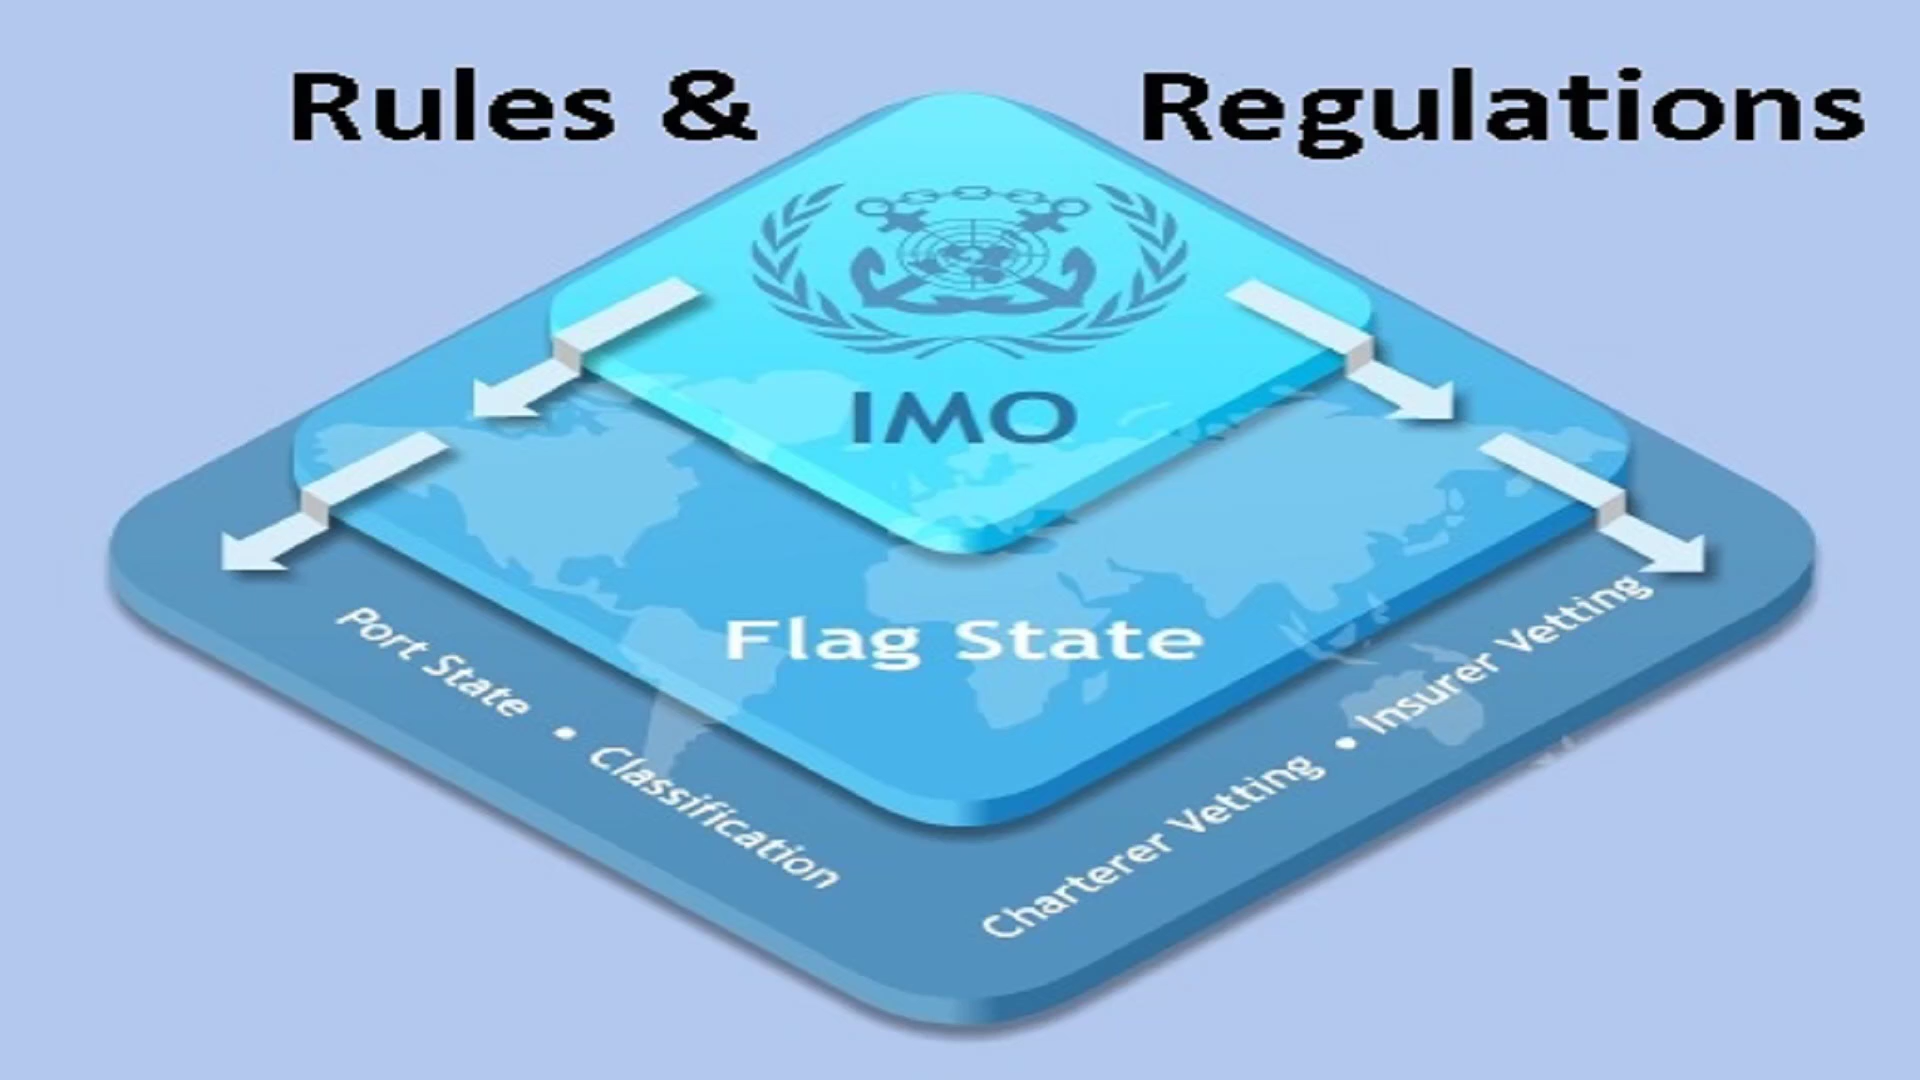 Rules & Regulations
IMO
Flag State
Port State • Classification
Charterer Vetting • Insurer Vetting